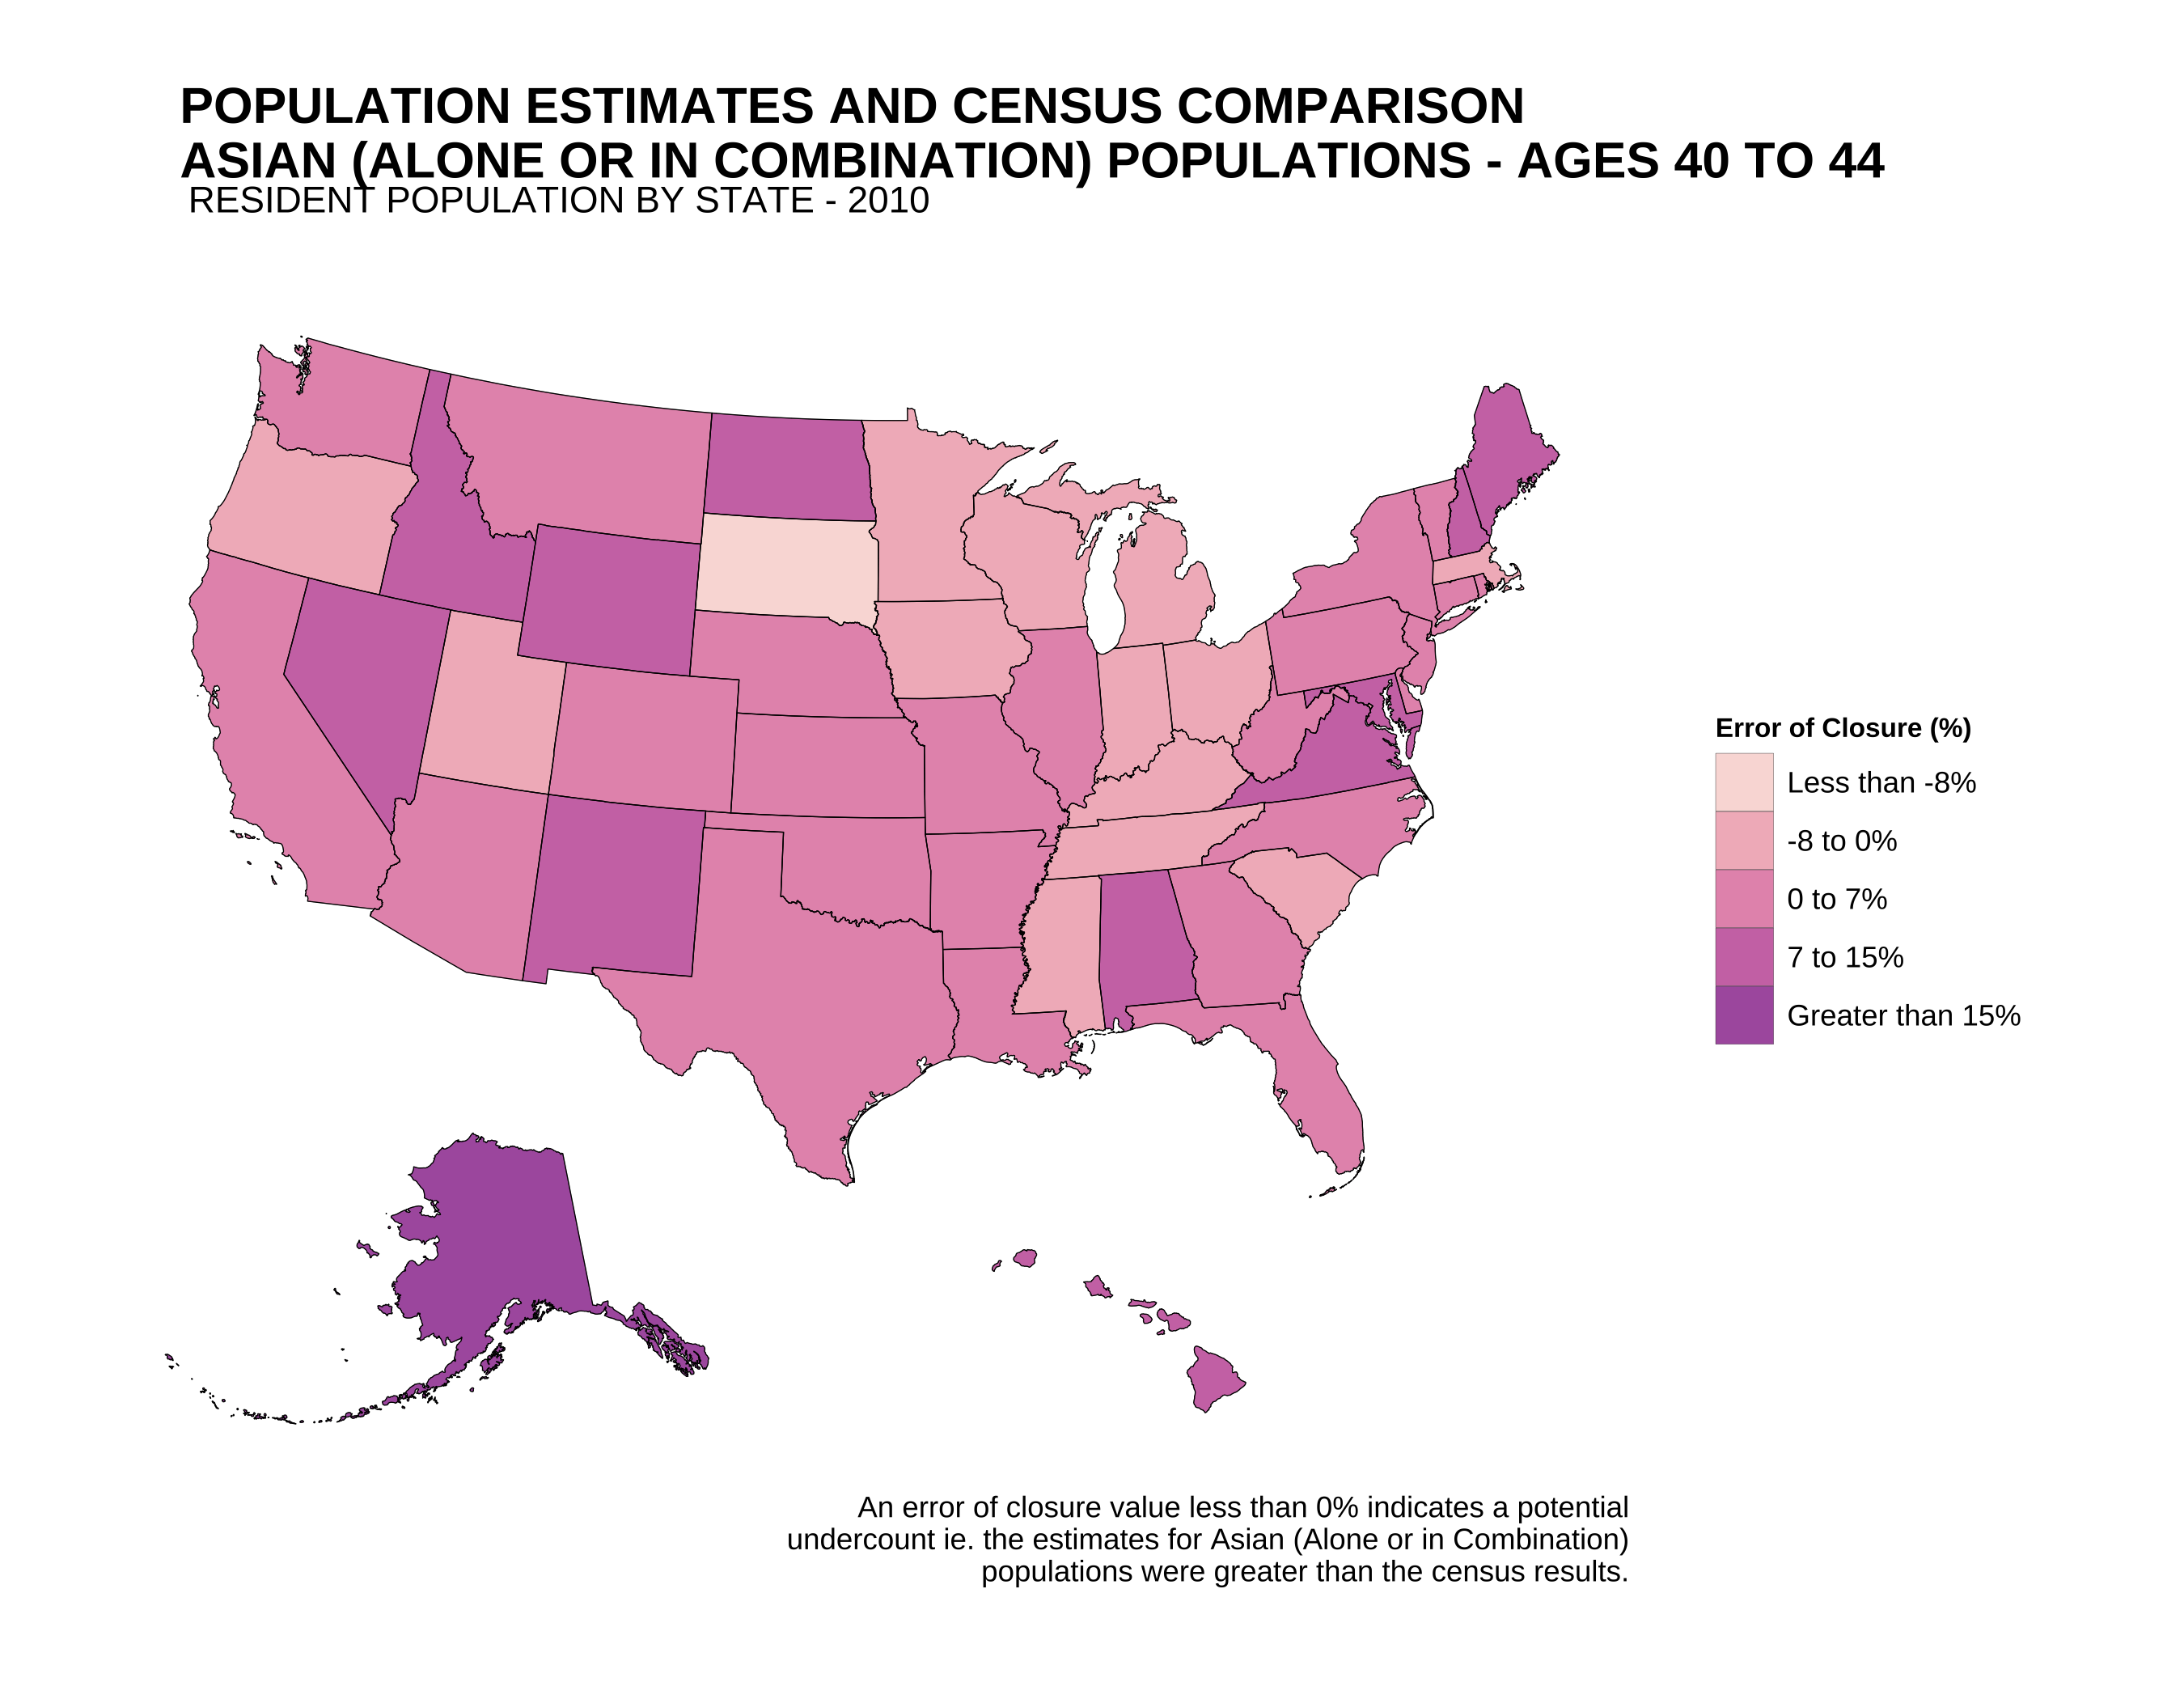 POPULATION ESTIMATES AND CENSUS COMPARISON
ASIAN (ALONE OR IN COMBINATION) POPULATIONS - AGES 40 TO 44
RESIDENT POPULATION BY STATE - 2010
Error of Closure (%)
Less than -8%
-8 to 0%
0 to 7%
7 to 15%
Greater than 15%
An error of closure value less than 0% indicates a potential
undercount ie. the estimates for Asian (Alone or in Combination)
populations were greater than the census results.